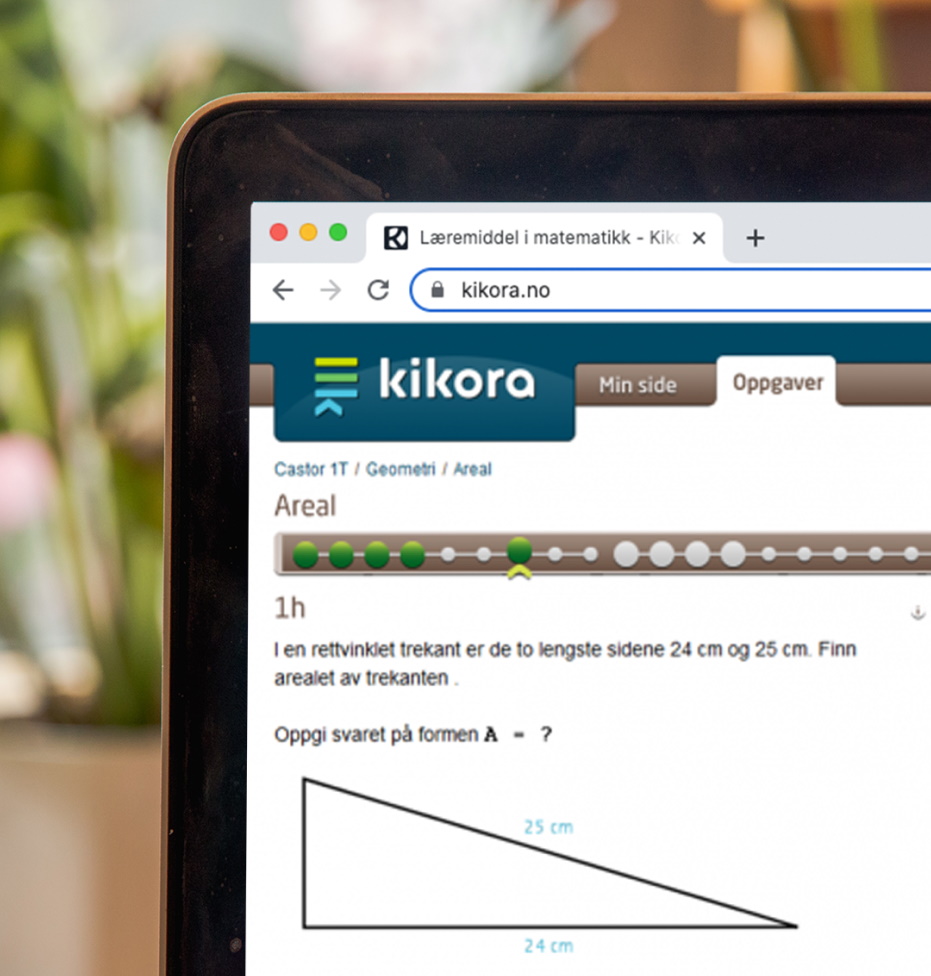 Læremiddel i matematikk - Kik
kikora.no
kikora
Min side
Oppgaver
Castor 1T / Geometri / Areal
Areal
1h
I en rettvinklet trekant er de to lengste sidene 24 cm og 25 cm. Finn
arealet av trekanten .
Oppgi svaret på formen A = ?
25 cm
24 cm